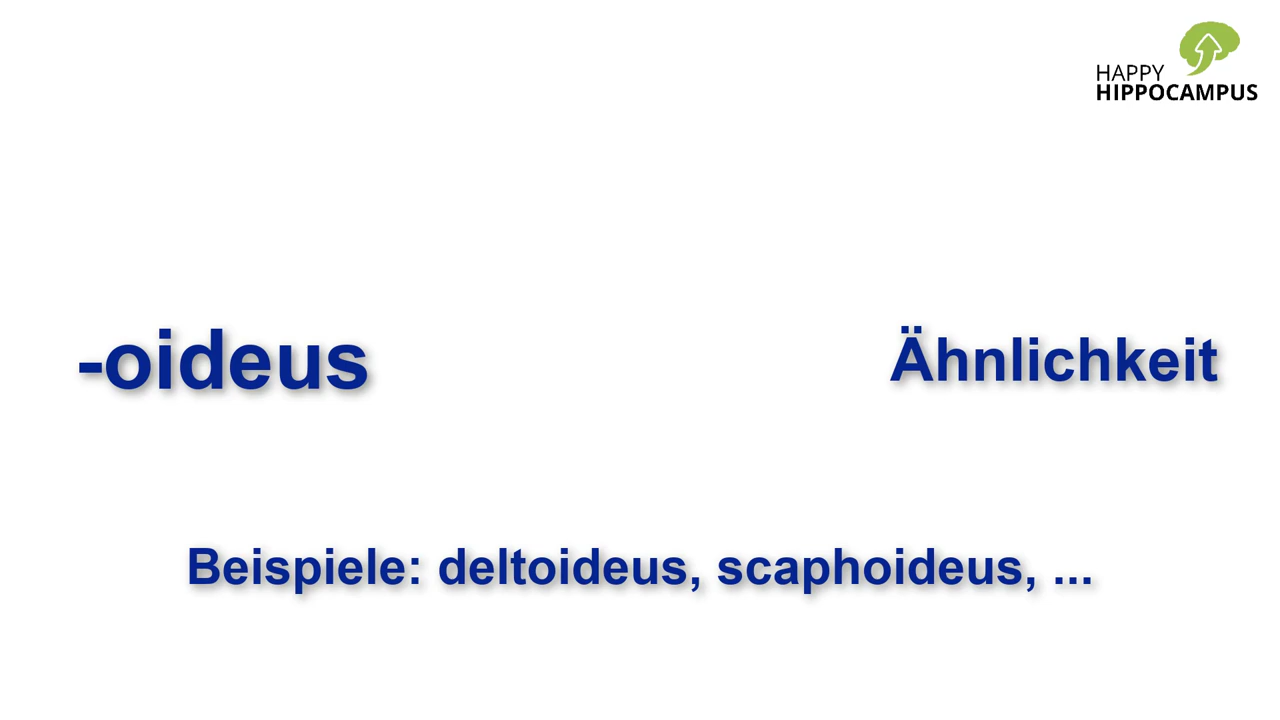 HAPPY
HIPPOCAMPUS
-oideus
Ähnlichkeit
Beispiele: deltoideus, scaphoideus, ...